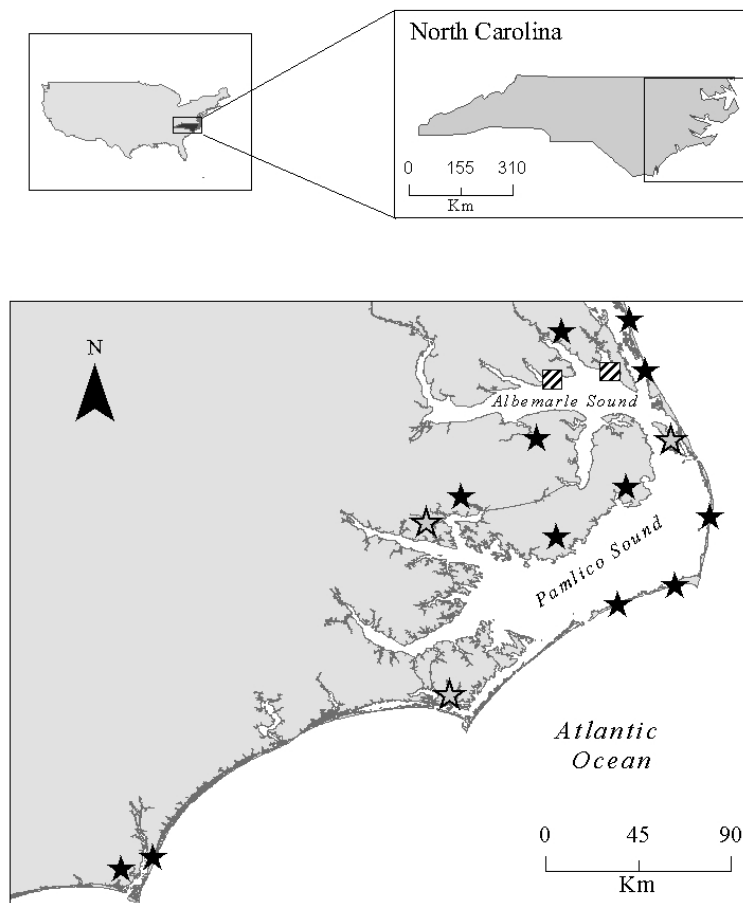 North Carolina
0 155 310
Km
N
Albemarle Sound
Pamlico Sound
Atlantic
Ocean
0 45 90
Km